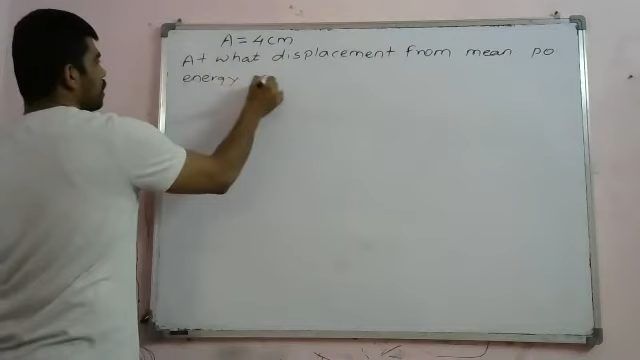 A = 4cm
At what displacement from mean po
energy